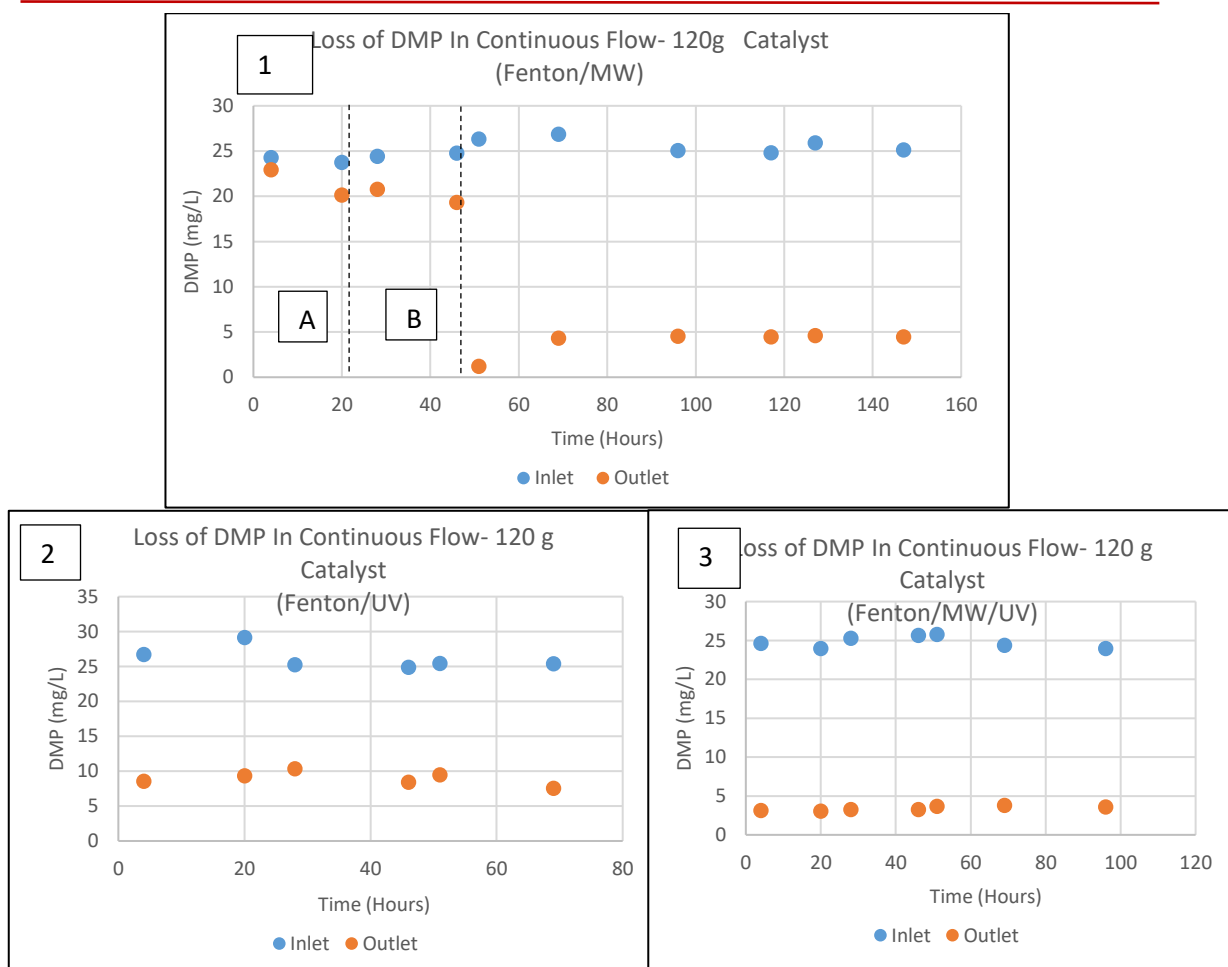 1
Loss of DMP In Continuous Flow- 120g Catalyst
(Fenton/MW)
30
25
20
15
10
5
0
DMP (mg/L)
A
B
0 20 40 60 80 100 120 140 160
Time (Hours)
Inlet Outlet
2
Loss of DMP In Continuous Flow- 120 g
Catalyst
(Fenton/UV)
35
30
25
20
15
10
5
0
DMP (mg/L)
0 20 40 60 80
Time (Hours)
Inlet Outlet
3
Loss of DMP In Continuous Flow- 120 g
Catalyst
(Fenton/MW/UV)
30
25
20
15
10
5
0
DMP (mg/L)
0 20 40 60 80 100 120
Time (Hours)
Inlet Outlet